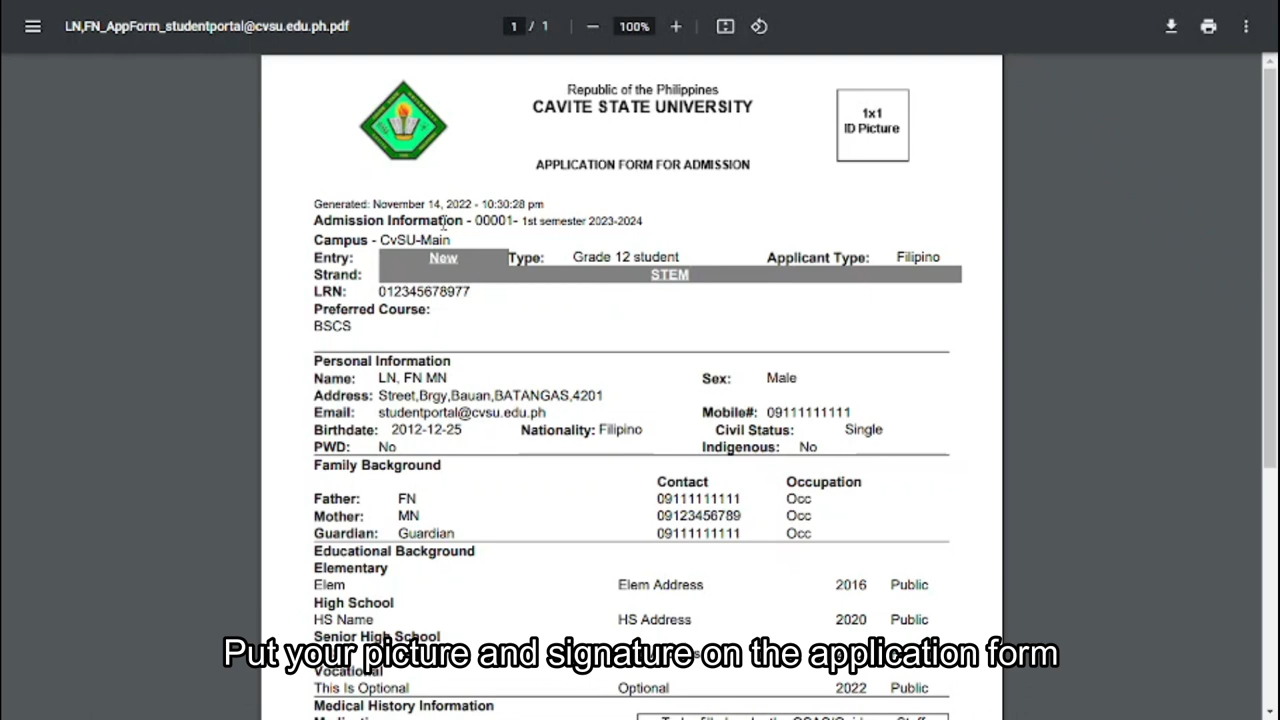 LN,FN_AppForm_studentportal@cvsu.edu.ph.pdf
1 / 1
100%
Republic of the Philippines
CAVITE STATE UNIVERSITY
1x1
ID Picture
APPLICATION FORM FOR ADMISSION
Generated: November 14, 2022 - 10:30:28 pm
Admission Information - 00001- 1st semester 2023-2024
Campus - CvSU-Main
Entry: New Type: Grade 12 student Applicant Type: Filipino
Strand: STEM
LRN: 012345678977
Preferred Course:
BSCS
Personal Information
Name: LN, FN MN Sex: Male
Address: Street,Brgy,Bauan,BATANGAS,4201
Email: studentportal@cvsu.edu.ph Mobile#: 09111111111
Birthdate: 2012-12-25 Nationality: Filipino Civil Status: Single
PWD: No Indigenous: No
Family Background
Contact Occupation
Father: FN 09111111111 Occ
Mother: MN 09123456789 Occ
Guardian: Guardian 09111111111 Occ
Educational Background
Elementary
Elem Elem Address 2016 Public
High School
HS Name HS Address 2020 Public
Senior High School
Put your picture and signature on the application form
Vocational
This Is Optional Optional 2022 Public
Medical History Information